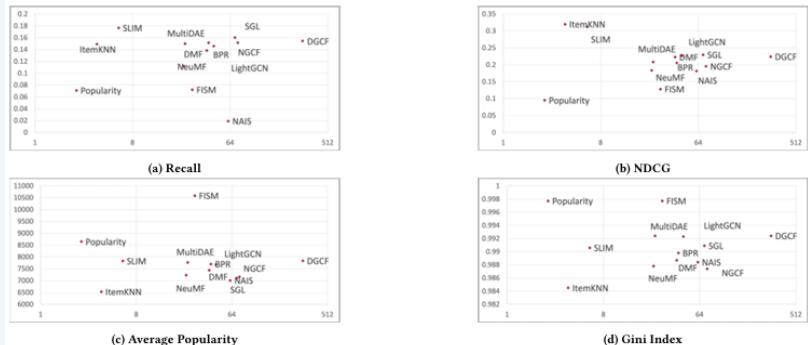 0.2
0.18
0.16
0.14
0.12
0.1
0.08
0.06
0.04
0.02
0
SLIM
ItemKNN
MultiDAE
SGL
DGCF
DMF
BPR
NGCF
NeuMF
LightGCN
Popularity
FISM
NAIS
1 8 64 512
(a) Recall
0.35
0.3
0.25
0.2
0.15
0.1
0.05
0
ItemKNN
SLIM
LightGCN
MultiDAE
DMF
SGL
DGCF
BPR
NGCF
NeuMF
NAIS
FISM
Popularity
1 8 64 512
(b) NDCG
11000
10500
10000
9500
9000
8500
8000
7500
7000
6500
6000
FISM
Popularity
SLIM
MultiDAE
LightGCN
DGCF
BPR
NGCF
DMF
NAIS
NeuMF
SGL
ItemKNN
1 8 64 512
(c) Average Popularity
1
0.998
0.996
0.994
0.992
0.99
0.988
0.986
0.984
0.982
Popularity
FISM
MultiDAE
LightGCN
DGCF
SLIM
SGL
BPR
DMF
NAIS
NeuMF
NGCF
ItemKNN
1 8 64 512
(d) Gini Index